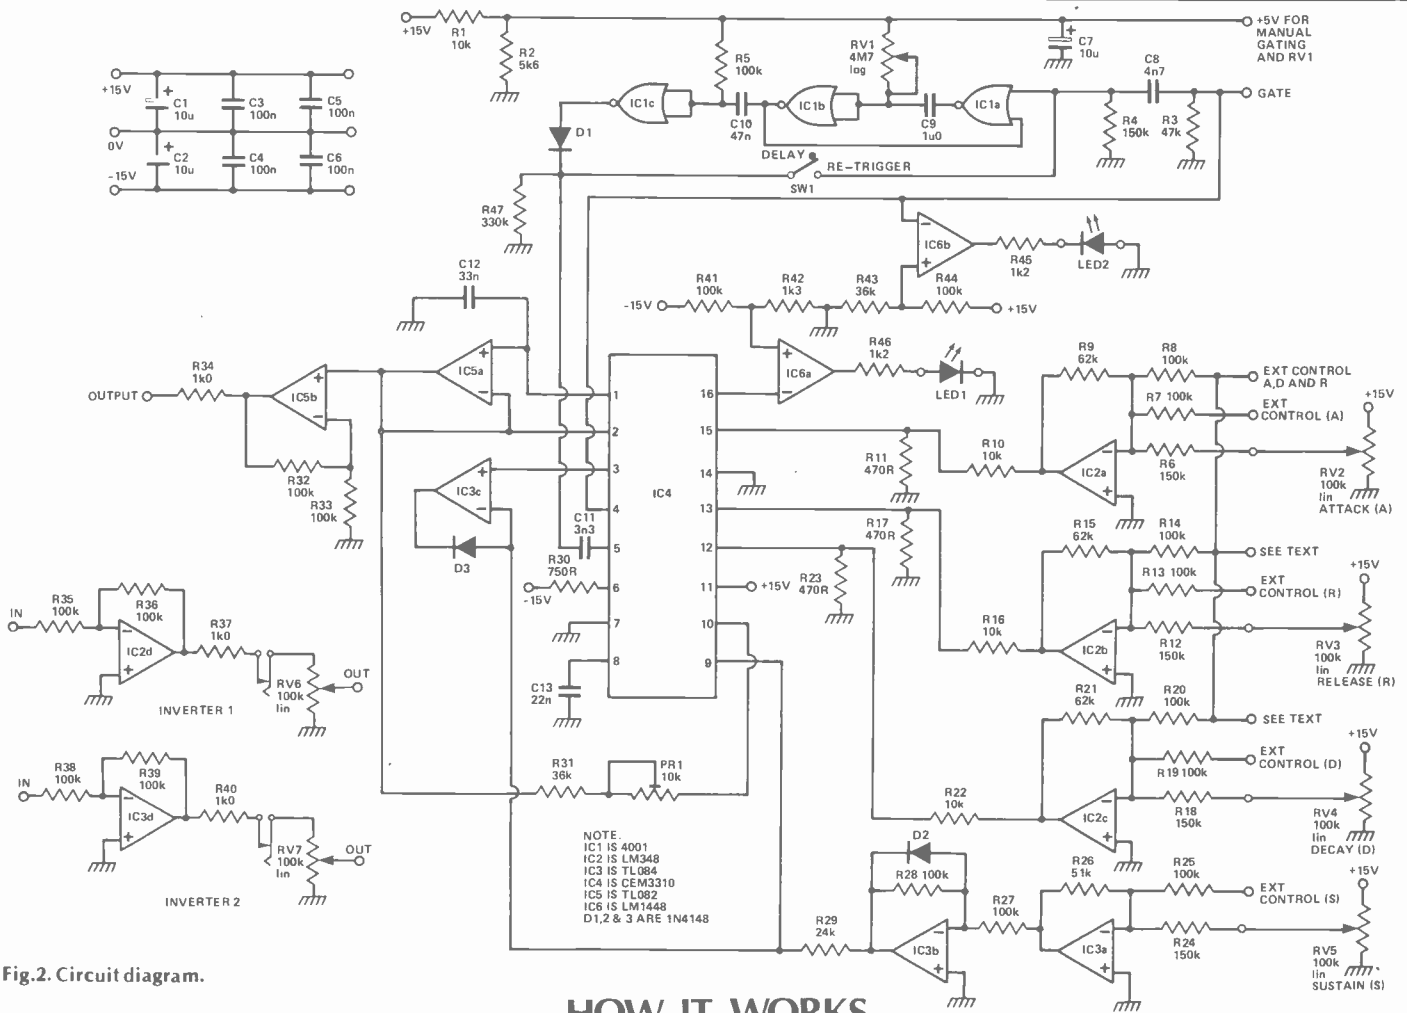 +15V
R1
10k
R2
5k6
R5
100k
RV1
4M7
log
+
C7
10u
+5V FOR
MANUAL
GATING
AND RV1
C8
4n7
GATE
R4
150k
R3
47k
IC1c
IC1b
IC1a
C10
47n
C9
1u0
D1
DELAY
RE-TRIGGER
SW1
+15V
+
C1
10u
C3
100n
C5
100n
0V
+
C2
10u
C4
100n
C6
100n
-15V
R47
330k
C12
33n
-
IC6b
+
R45
1k2
LED2
R41
100k
R42
1k3
R43
36k
R44
100k
-15V
+15V
+
IC6a
-
R46
1k2
LED1
R34
1k0
OUTPUT
+
IC5b
-
R32
100k
R33
100k
+
IC5a
-
+
IC3c
-
D3
C11
3n3
R30
750R
-15V
C13
22n
IC4
1
2
3
4
5
6
7
8
16
15
14
13
12
11
10
9
+15V
R11
470R
R17
470R
R23
470R
R10
10k
R9
62k
R8
100k
R7 100k
R6
150k
-
IC2a
+
EXT CONTROL
A,D AND R
EXT
CONTROL (A)
+15V
RV2
100k
lin
ATTACK (A)
R15
62k
R14
100k
R13 100k
R12
150k
R16
10k
-
IC2b
+
SEE TEXT
EXT
CONTROL (R)
+15V
RV3
100k
lin
RELEASE (R)
R21
62k
R20
100k
R19 100k
R18
150k
R22
10k
-
IC2c
+
SEE TEXT
EXT
CONTROL (D)
+15V
RV4
100k
lin
DECAY (D)
IN
R35
100k
R36
100k
-
IC2d
+
R37
1k0
RV6
100k
lin
OUT
INVERTER 1
IN
R38
100k
R39
100k
-
IC3d
+
R40
1k0
RV7
100k
lin
OUT
INVERTER 2
R31
36k
PR1
10k
NOTE.
IC1 IS 4001
IC2 IS LM348
IC3 IS TL084
IC4 IS CEM3310
IC5 IS TL082
IC6 IS LM1448
D1,2 & 3 ARE 1N4148
D2
R28 100k
R29
24k
-
IC3b
+
R27
100k
R26
51k
R25
100k
R24
150k
-
IC3a
+
EXT
CONTROL (S)
+15V
RV5
100k
lin
SUSTAIN (S)
Fig.2. Circuit diagram.
HOW IT WORKS